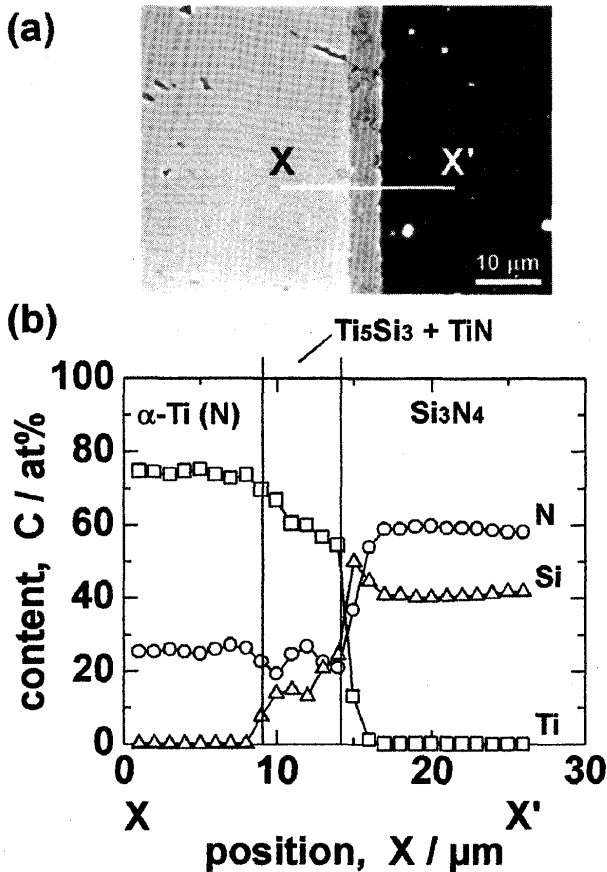 (a)
X X'
10 μm
(b)
Ti₅Si₃ + TiN
100
80
60
40
20
0
content, C / at%
α-Ti (N)
Si₃N₄
N
Si
Ti
0 10 20 30
X X'
position, X / μm